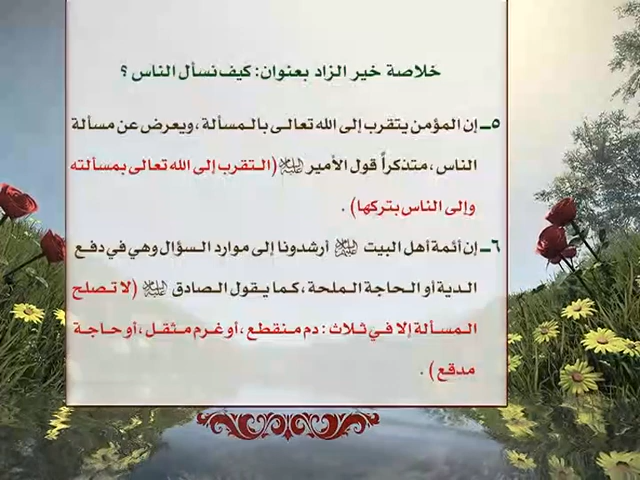 خلاصة خير الزاد بعنوان: كيف نسأل الناس ؟
٥ـ إن المؤمن يتقرب إلى الله تعالى بالمسألة، ويعرض عن مسألة
الناس، متذكراً قول الأمير (التقرب إلى الله تعالى بمسألته
وإلى الناس بتركها) .
٦ـ إن أئمة أهل البيت أرشدونا إلى موارد السؤال وهي في دفع
الدية أو الحاجة الملحة، كما يقول الصادق (لا تصلح
المسألة إلا في ثلاث: دم منقطع، أو غرم مثقل، أو حاجة
مدقع) .